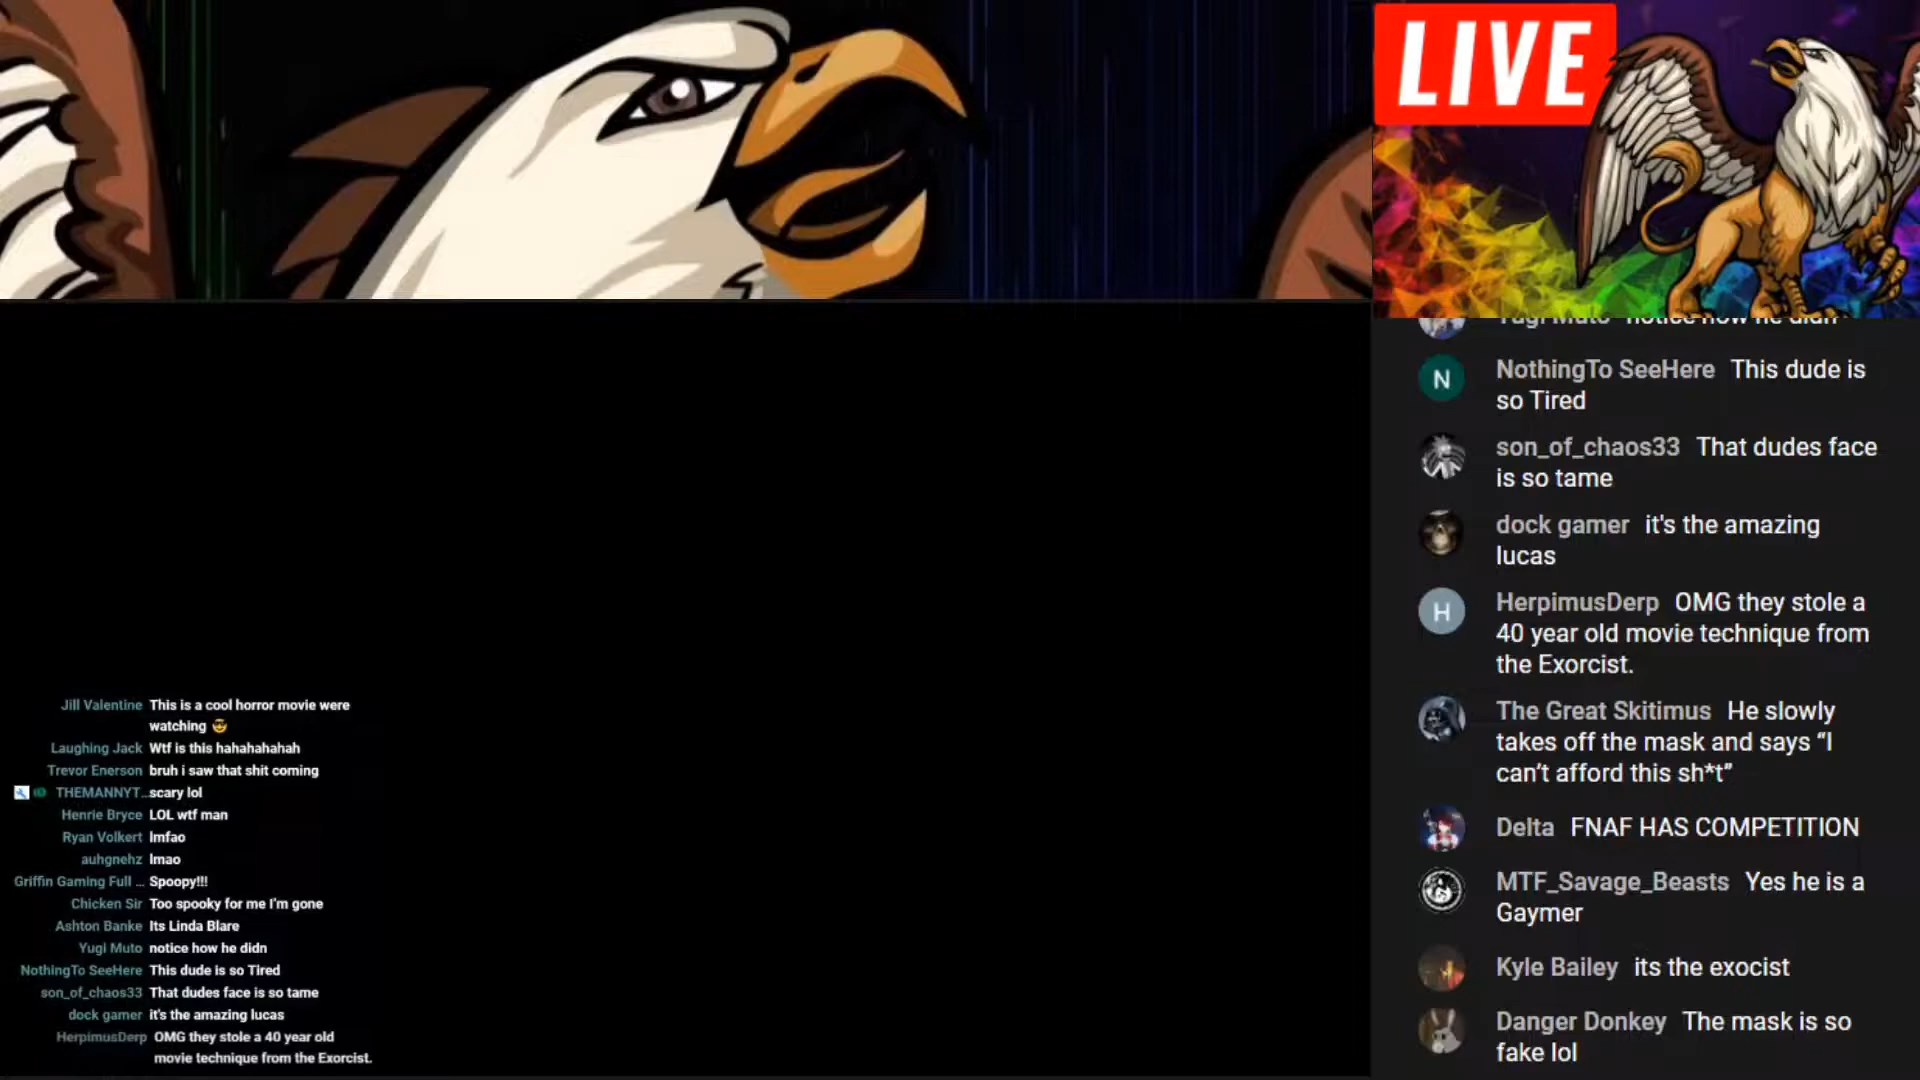 LIVE
Yugi Muto notice how he didn
NothingTo SeeHere This dude is
so Tired
son_of_chaos33 That dudes face
is so tame
dock gamer it's the amazing
lucas
HerpimusDerp OMG they stole a
40 year old movie technique from
the Exorcist.
The Great Skitimus He slowly
takes off the mask and says “I
can’t afford this sh*t”
Delta FNAF HAS COMPETITION
MTF_Savage_Beasts Yes he is a
Gaymer
Kyle Bailey its the exocist
Danger Donkey The mask is so
fake lol
N
H
Jill Valentine This is a cool horror movie were
watching 😎
Laughing Jack Wtf is this hahahahahah
Trevor Enerson bruh i saw that shit coming
THEMANNYT... scary lol
Henrie Bryce LOL wtf man
Ryan Volkert lmfao
auhgnehz lmao
Griffin Gaming Full ... Spoopy!!!
Chicken Sir Too spooky for me I'm gone
Ashton Banke Its Linda Blare
Yugi Muto notice how he didn
NothingTo SeeHere This dude is so Tired
son_of_chaos33 That dudes face is so tame
dock gamer it's the amazing lucas
HerpimusDerp OMG they stole a 40 year old
movie technique from the Exorcist.